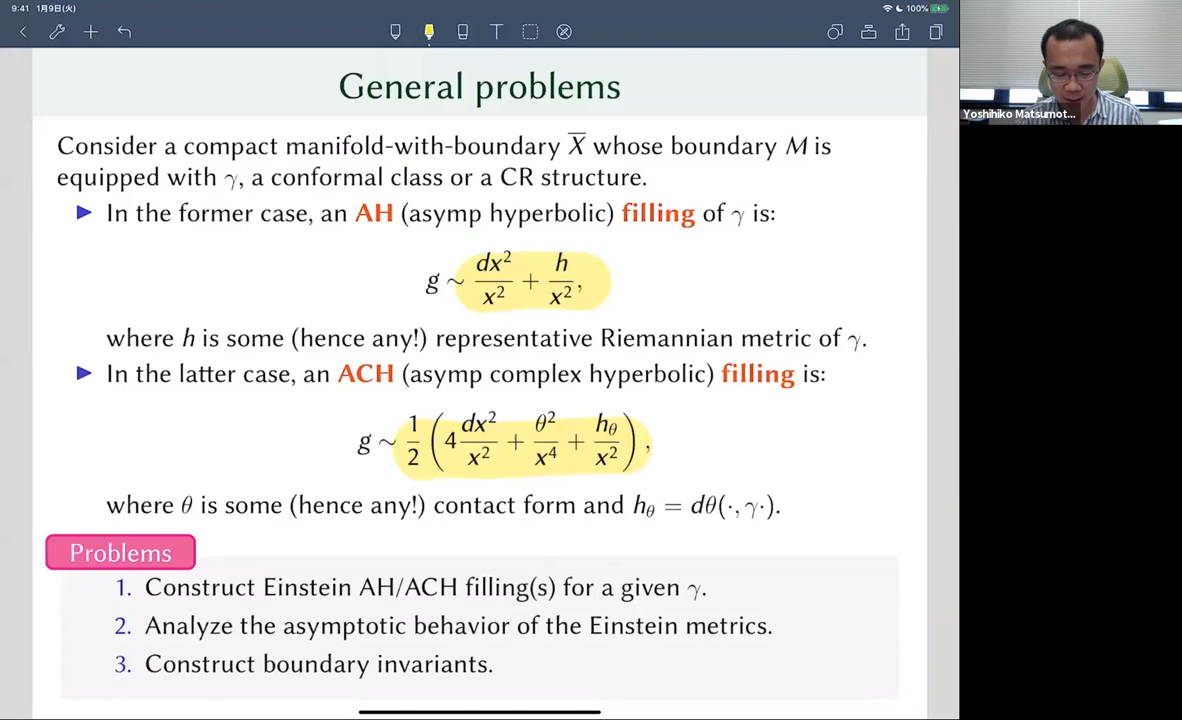 9:41 1月9日(火)
100%
General problems
Consider a compact manifold-with-boundary X̅ whose boundary M is
equipped with γ, a conformal class or a CR structure.
▶ In the former case, an AH (asymp hyperbolic) filling of γ is:
g ∼ dx²/x² + h/x²,
where h is some (hence any!) representative Riemannian metric of γ.
▶ In the latter case, an ACH (asymp complex hyperbolic) filling is:
g ∼ 1/2 (4 dx²/x² + θ²/x⁴ + h_θ/x²),
where θ is some (hence any!) contact form and h_θ = dθ(·, γ·).
Problems
1. Construct Einstein AH/ACH filling(s) for a given γ.
2. Analyze the asymptotic behavior of the Einstein metrics.
3. Construct boundary invariants.
Yoshihiko Matsumot...